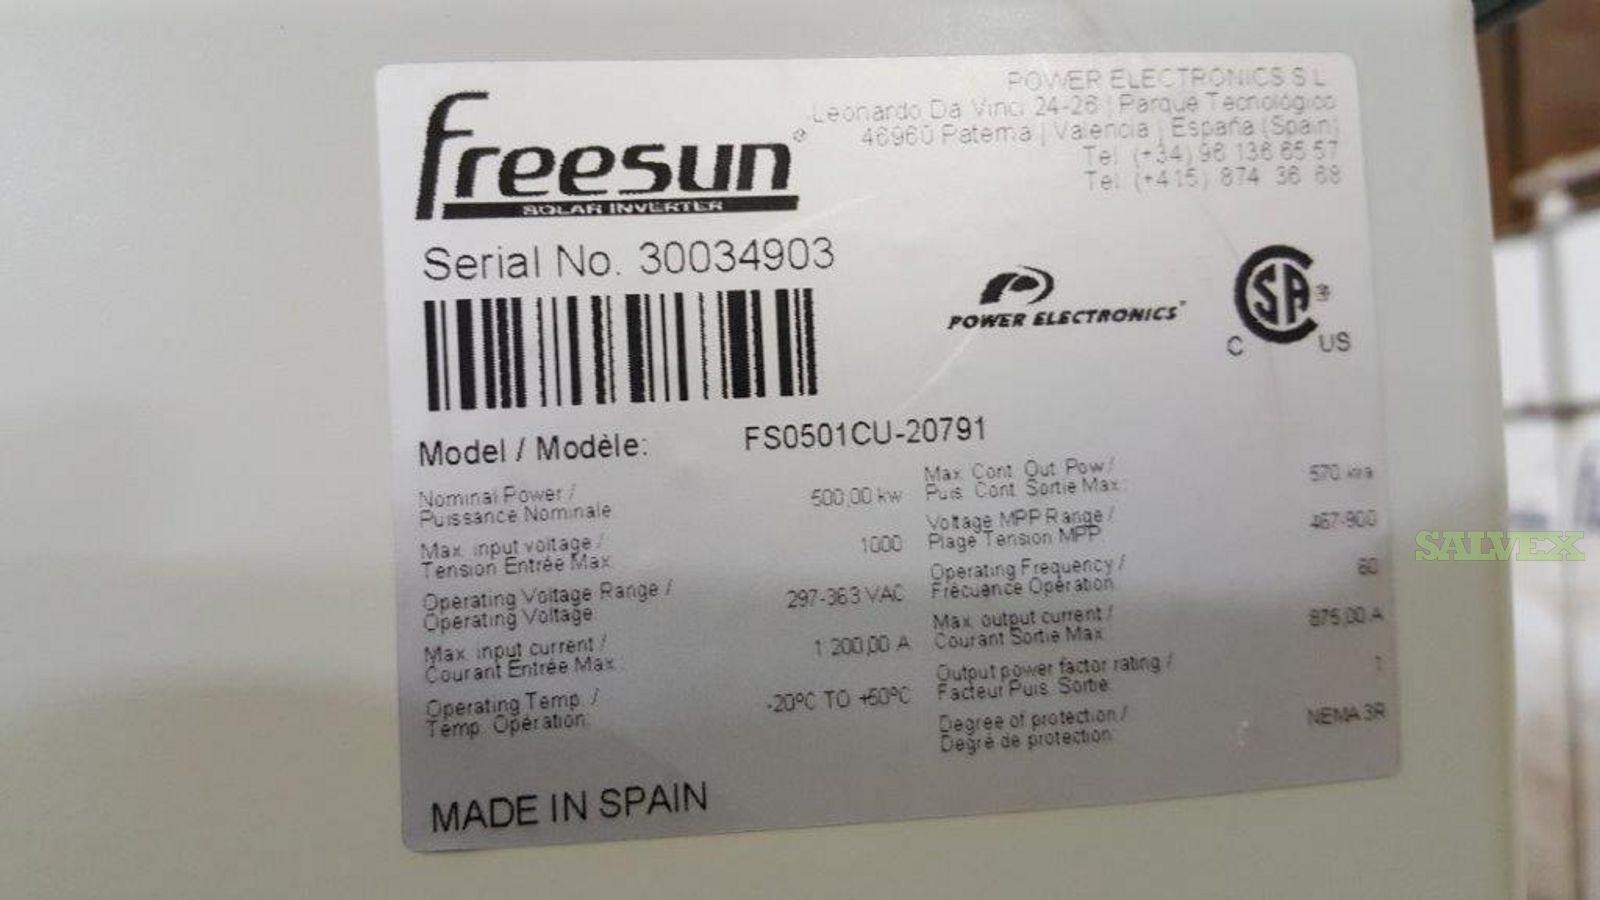 freesun®
SOLAR INVERTER
POWER ELECTRONICS S L
Leonardo Da Vinci 24-26 | Parque Tecnológico
46960 Paterna | Valencia | España (Spain)
Tel. (+34) 96 136 65 57
Tel. (+415) 874 36 68
Serial No. 30034903
POWER ELECTRONICS®
CSA®
C US
Model / Modèle: FS0501CU-20791
Nominal Power /
Puissance Nominale
500,00 kw
Max. input voltage /
Tension Entrée Max.
1000
Operating Voltage Range /
Operating Voltage
297-363 VAC
Max. input current /
Courant Entrée Max.:
1 200,00 A
Operating Temp. /
Temp. Opération:
-20ºC TO +50ºC
Max. Cont. Out. Pow /
Puis. Cont. Sortie Max.:
570 kva
Voltage MPP Range /
Plage Tension MPP
467-900
Operating Frequency /
Frécuence Opération
60
Max. output current /
Courant Sortie Max.
875,00 A
Output power factor rating /
Facteur Puis. Sortie
1
Degree of protection /
Degré de protection:
NEMA 3R
MADE IN SPAIN
SALVEX